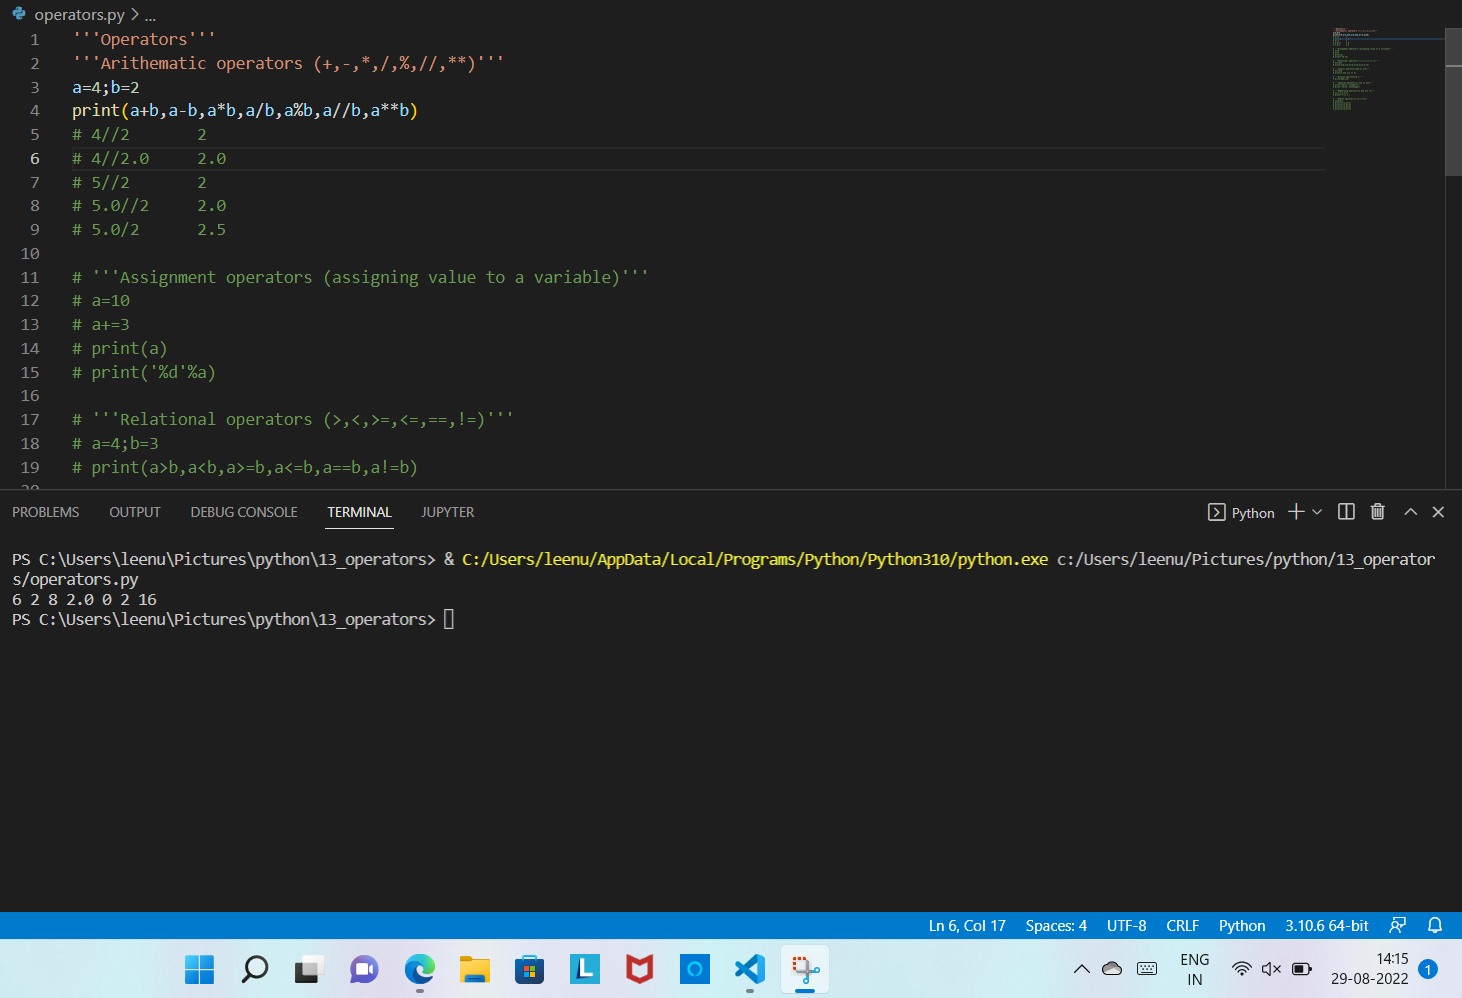 operators.py > ...
1 '''Operators'''
2 '''Arithematic operators (+,-,*,/,%,//,**)'''
3 a=4;b=2
4 print(a+b,a-b,a*b,a/b,a%b,a//b,a**b)
5 # 4//2       2
6 # 4//2.0     2.0
7 # 5//2       2
8 # 5.0//2     2.0
9 # 5.0/2      2.5
10
11 # '''Assignment operators (assigning value to a variable)'''
12 # a=10
13 # a+=3
14 # print(a)
15 # print('%d'%a)
16
17 # '''Relational operators (>,<,>=,<=,==,!=)'''
18 # a=4;b=3
19 # print(a>b,a<b,a>=b,a<=b,a==b,a!=b)
20
PROBLEMS OUTPUT DEBUG CONSOLE TERMINAL JUPYTER Python
PS C:\Users\leenu\Pictures\python\13_operators> & C:/Users/leenu/AppData/Local/Programs/Python/Python310/python.exe c:/Users/leenu/Pictures/python/13_operator
s/operators.py
6 2 8 2.0 0 2 16
PS C:\Users\leenu\Pictures\python\13_operators>
Ln 6, Col 17 Spaces: 4 UTF-8 CRLF Python 3.10.6 64-bit
L
ENG
IN
14:15
29-08-2022
1